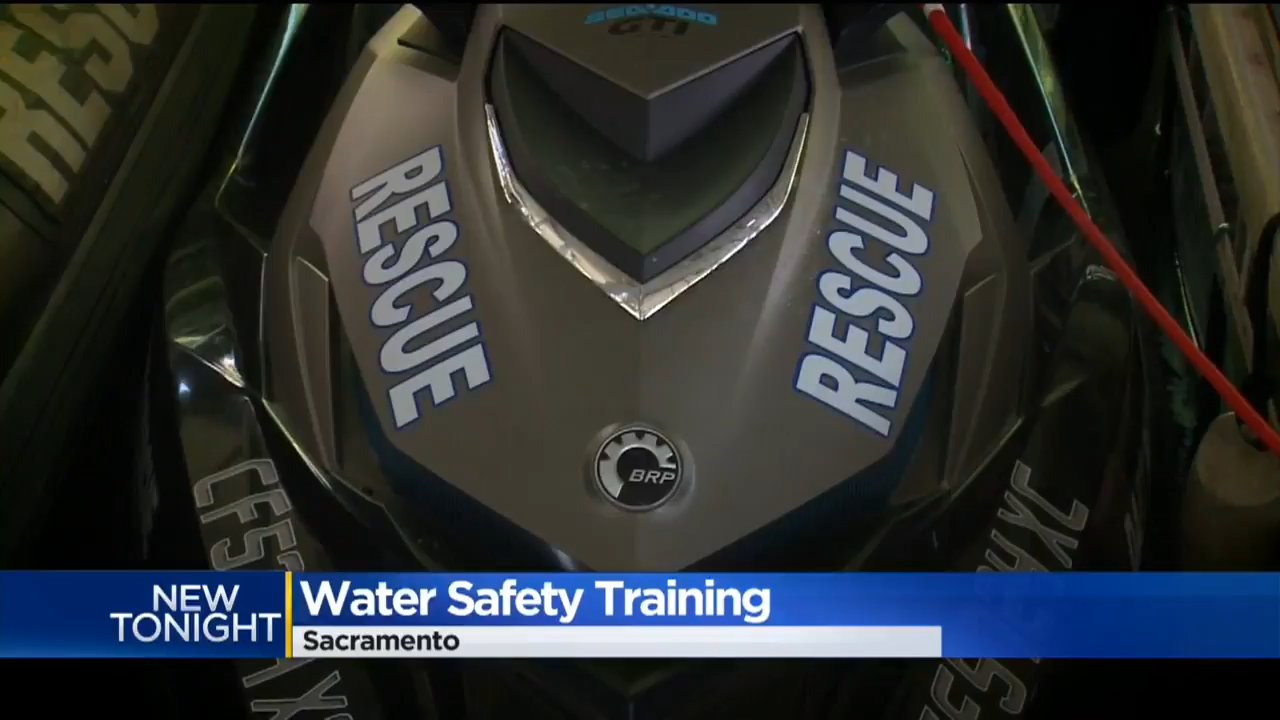 SEA-DOO
GTI
RESCUE
RESCUE
BRP
NEW
TONIGHT
Water Safety Training
Sacramento